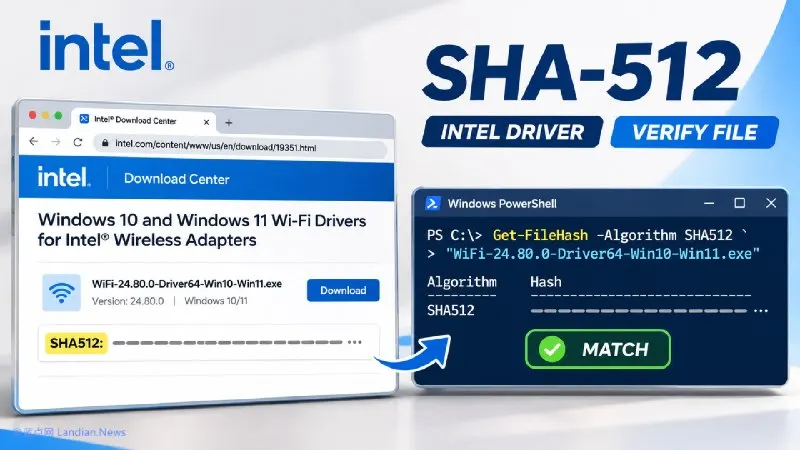 intel®
SHA-512
INTEL DRIVER
VERIFY FILE
Intel® Download Center
intel.com/content/www/us/en/download/19351.html
intel. Download Center
Windows 10 and Windows 11 Wi-Fi Drivers
for Intel® Wireless Adapters
WiFi-24.80.0-Driver64-Win10-Win11.exe
Version: 24.80.0 | Windows 10/11
Download
SHA512:
Windows PowerShell
PS C:\> Get-FileHash -Algorithm SHA512 `
> "WiFi-24.80.0-Driver64-Win10-Win11.exe"
Algorithm Hash
SHA512
MATCH
@蓝点网 Landian.News